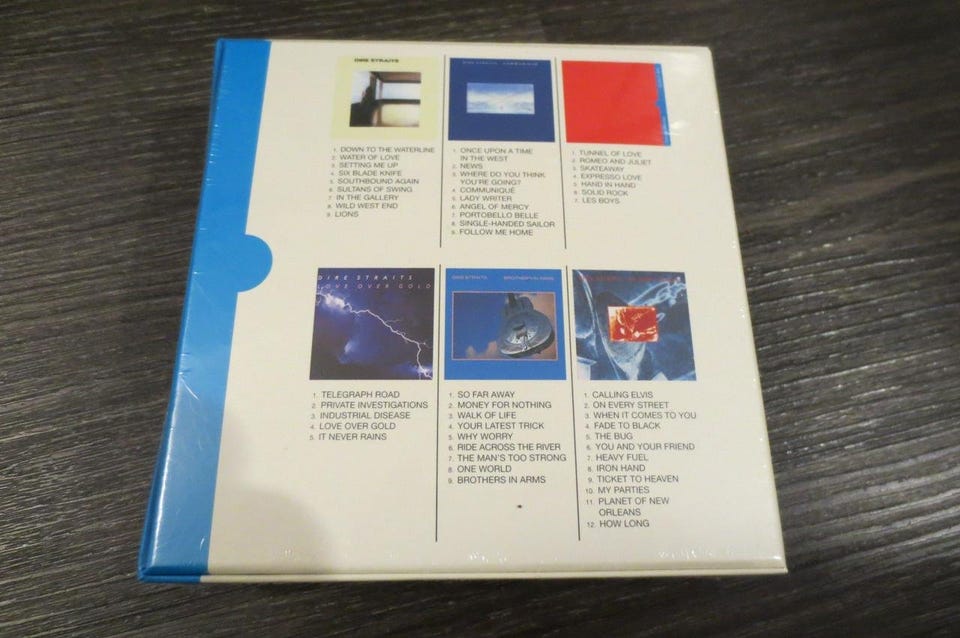 DIRE STRAITS
1. DOWN TO THE WATERLINE
2. WATER OF LOVE
3. SETTING ME UP
4. SIX BLADE KNIFE
5. SOUTHBOUND AGAIN
6. SULTANS OF SWING
7. IN THE GALLERY
8. WILD WEST END
9. LIONS
DIRE STRAITS COMMUNIQUE
1. ONCE UPON A TIME
IN THE WEST
2. NEWS
3. WHERE DO YOU THINK
YOU'RE GOING?
4. COMMUNIQUÉ
5. LADY WRITER
6. ANGEL OF MERCY
7. PORTOBELLO BELLE
8. SINGLE-HANDED SAILOR
9. FOLLOW ME HOME
1. TUNNEL OF LOVE
2. ROMEO AND JULIET
3. SKATEAWAY
4. EXPRESSO LOVE
5. HAND IN HAND
6. SOLID ROCK
7. LES BOYS
DIRE STRAITS
LOVE OVER GOLD
1. TELEGRAPH ROAD
2. PRIVATE INVESTIGATIONS
3. INDUSTRIAL DISEASE
4. LOVE OVER GOLD
5. IT NEVER RAINS
DIRE STRAITS BROTHERS IN ARMS
1. SO FAR AWAY
2. MONEY FOR NOTHING
3. WALK OF LIFE
4. YOUR LATEST TRICK
5. WHY WORRY
6. RIDE ACROSS THE RIVER
7. THE MAN'S TOO STRONG
8. ONE WORLD
9. BROTHERS IN ARMS
1. CALLING ELVIS
2. ON EVERY STREET
3. WHEN IT COMES TO YOU
4. FADE TO BLACK
5. THE BUG
6. YOU AND YOUR FRIEND
7. HEAVY FUEL
8. IRON HAND
9. TICKET TO HEAVEN
10. MY PARTIES
11. PLANET OF NEW
ORLEANS
12. HOW LONG